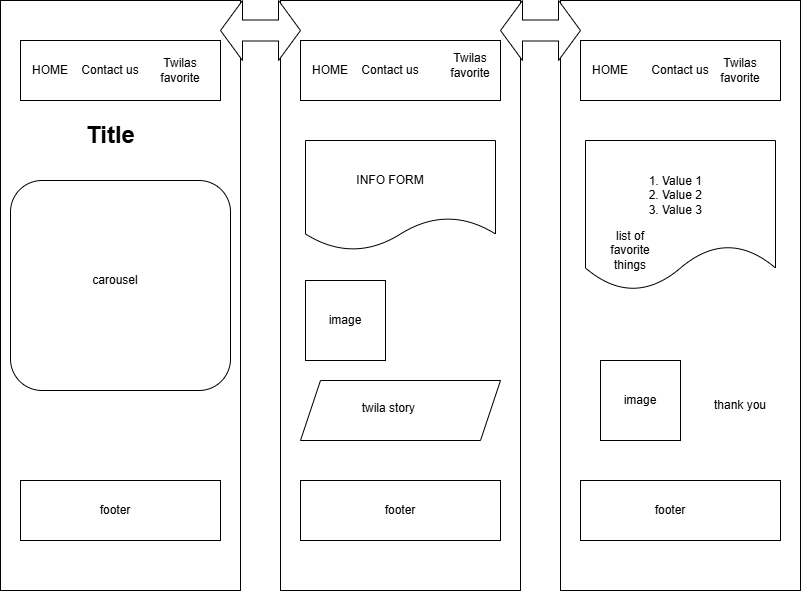 HOME
Contact us
Twilas
favorite
Title
carousel
footer
HOME
Contact us
Twilas
favorite
INFO FORM
image
twila story
footer
HOME
Contact us
Twilas
favorite
1. Value 1
2. Value 2
3. Value 3
list of
favorite
things
image
thank you
footer